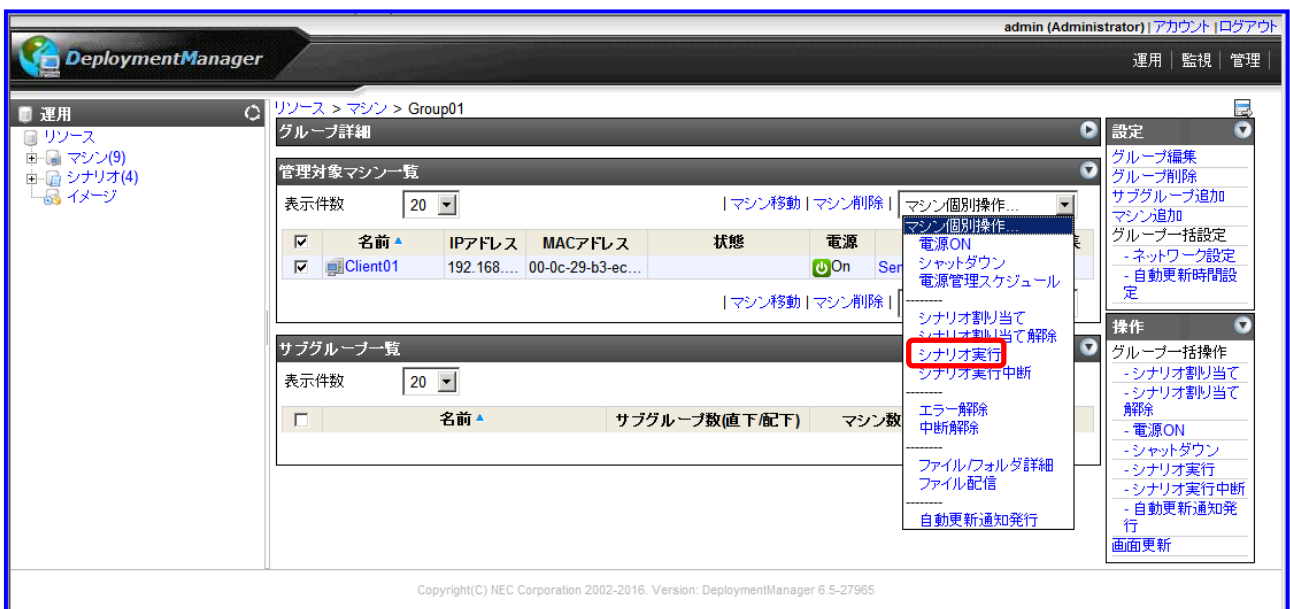 admin (Administrator) | アカウント | ログアウト
DeploymentManager
運用 | 監視 | 管理 |
運用
リソース
マシン(9)
シナリオ(4)
イメージ
リソース > マシン > Group01
グループ詳細
管理対象マシン一覧
表示件数 20
| マシン移動 | マシン削除 | マシン個別操作...
名前 IPアドレス MACアドレス 状態 電源
Client01 192.168.... 00-0c-29-b3-ec... On Ser
| マシン移動 | マシン削除 |
マシン個別操作...
電源ON
シャットダウン
電源管理スケジュール
--------
シナリオ割り当て
シナリオ割り当て解除
シナリオ実行
シナリオ実行中断
--------
エラー解除
中断解除
--------
ファイル/フォルダ詳細
ファイル配信
--------
自動更新通知発行
サブグループ一覧
表示件数 20
名前 サブグループ数(直下/配下) マシン数
設定
グループ編集
グループ削除
サブグループ追加
マシン追加
グループ一括設定
- ネットワーク設定
- 自動更新時間設
定
操作
グループ一括操作
- シナリオ割り当て
- シナリオ割り当て
解除
- 電源ON
- シャットダウン
- シナリオ実行
- シナリオ実行中断
- 自動更新通知発
行
画面更新
Copyright(C) NEC Corporation 2002-2016. Version: DeploymentManager 6.5-27965